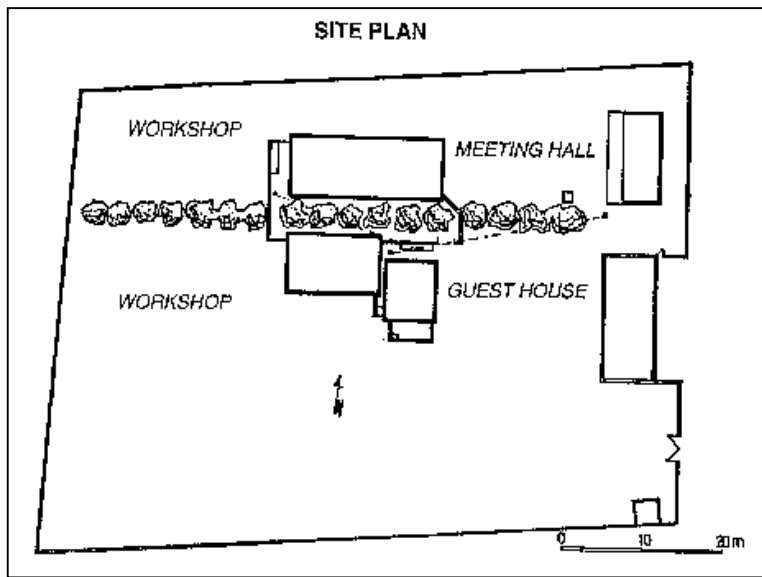 SITE PLAN
WORKSHOP
MEETING HALL
WORKSHOP
GUEST HOUSE
N
0 10 20m